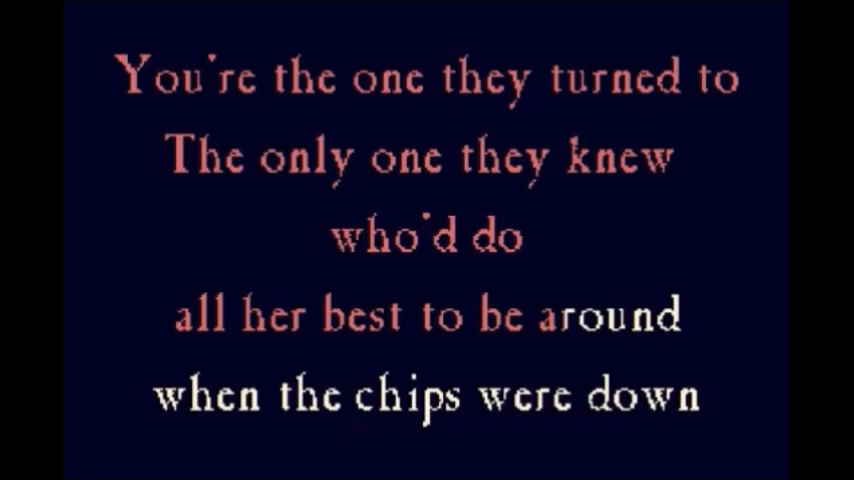 You're the one they turned to
The only one they knew
who'd do
all her best to be around
when the chips were down